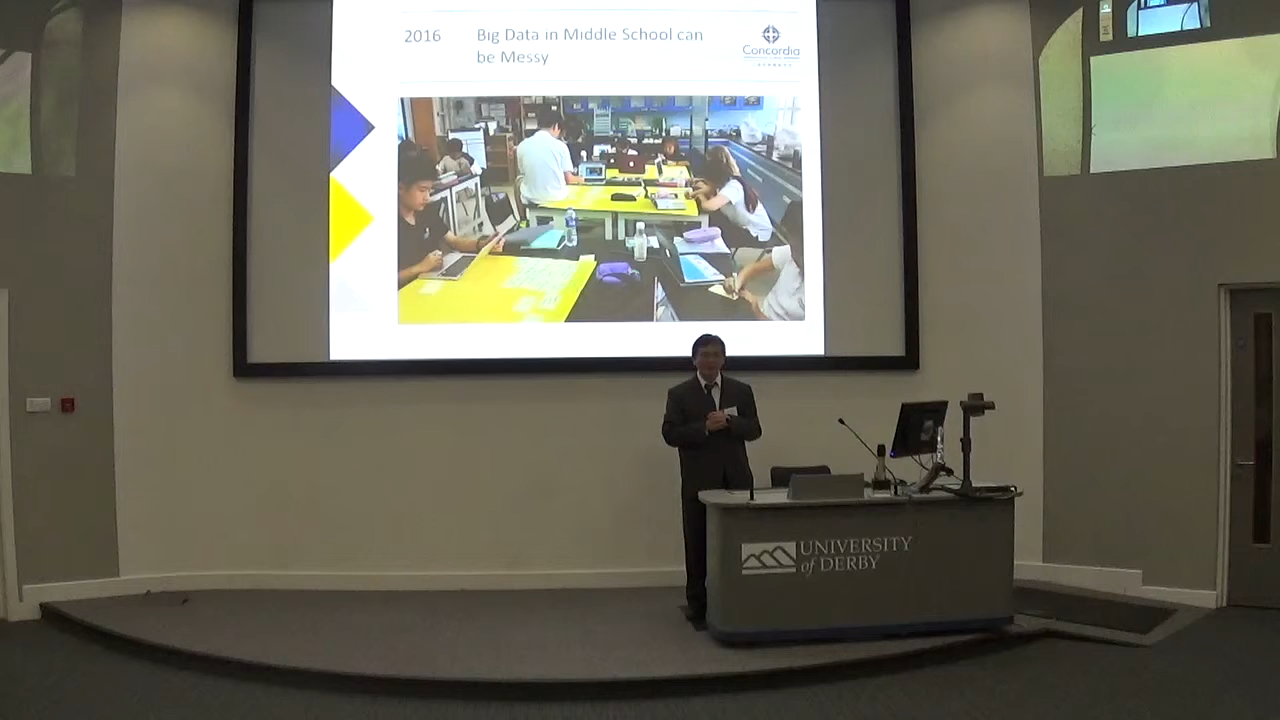 2016
Big Data in Middle School can
be Messy
Concordia
UNIVERSITY
of DERBY